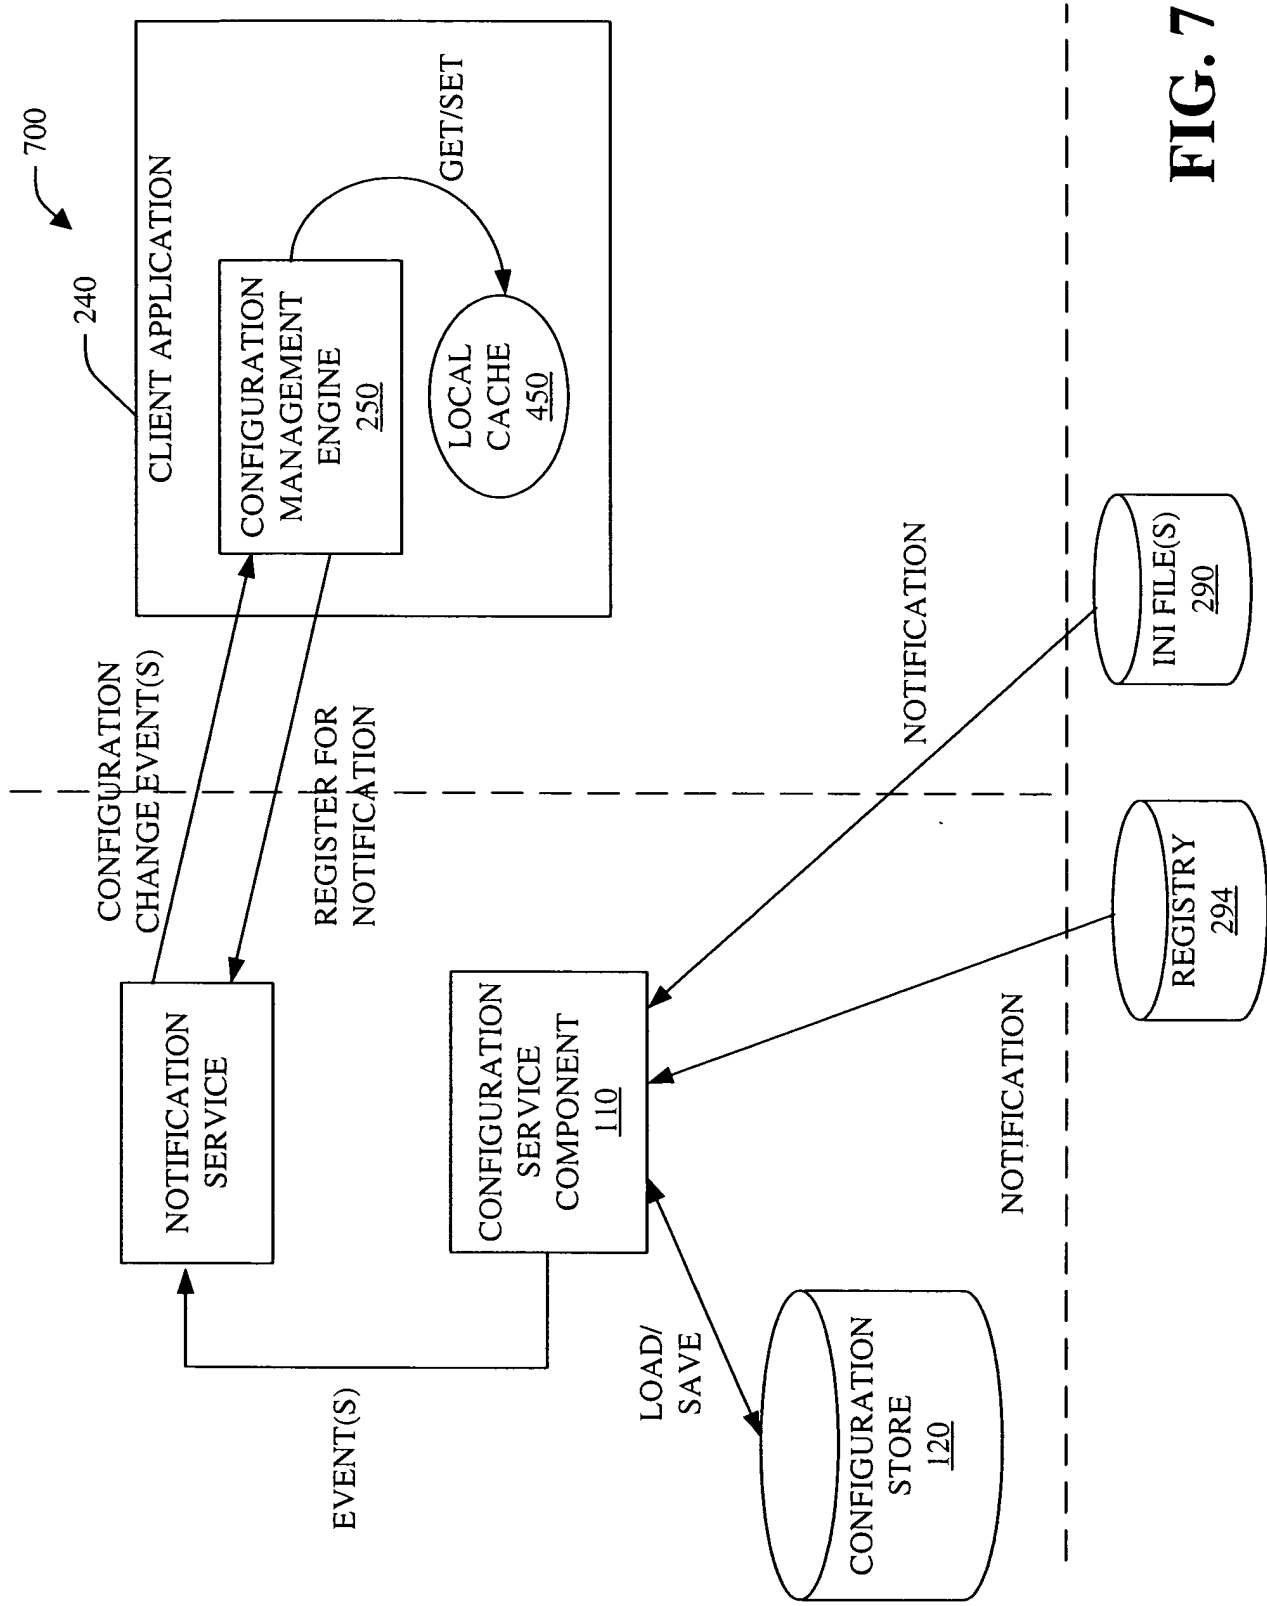 700
240
CLIENT APPLICATION
CONFIGURATION
MANAGEMENT
ENGINE
250
GET/SET
LOCAL
CACHE
450
CONFIGURATION
CHANGE EVENT(S)
REGISTER FOR
NOTIFICATION
NOTIFICATION
SERVICE
EVENT(S)
CONFIGURATION
SERVICE
COMPONENT
110
LOAD/
SAVE
CONFIGURATION
STORE
120
NOTIFICATION
NOTIFICATION
REGISTRY
294
INI FILE(S)
290
FIG. 7